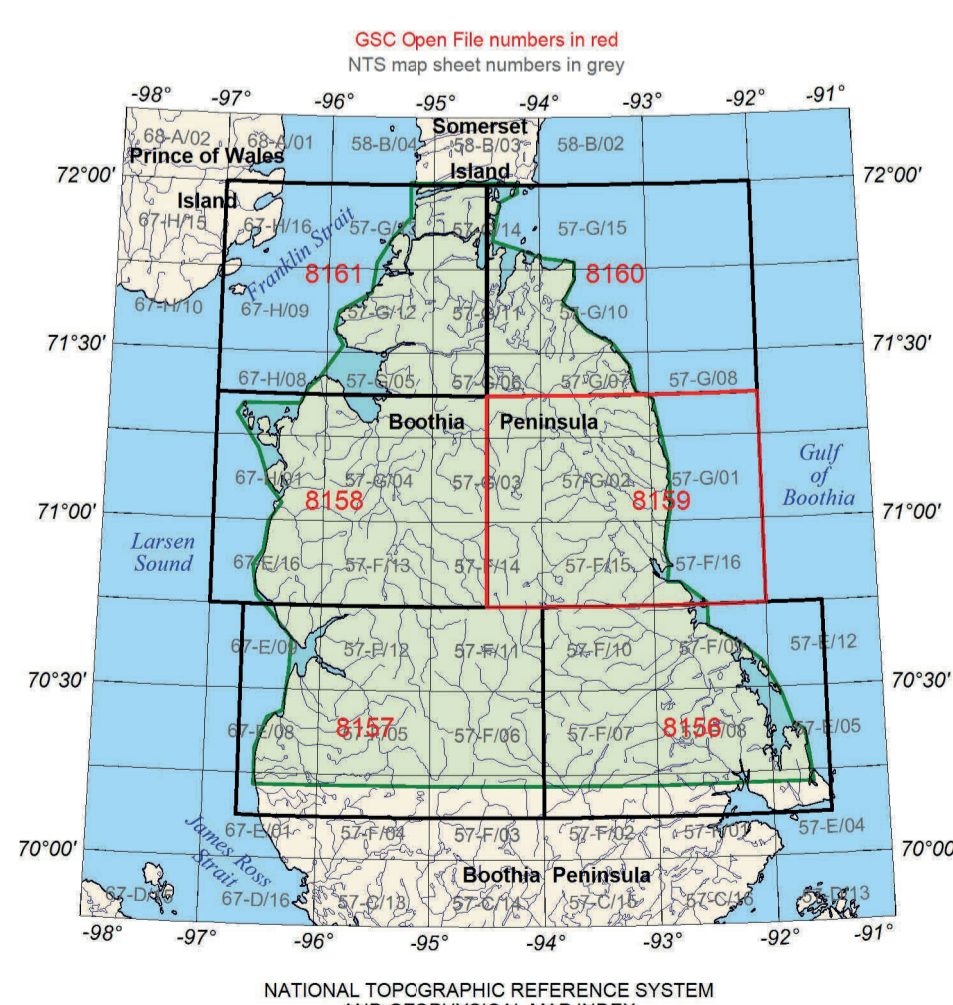 GSC Open File numbers in red
NTS map sheet numbers in grey
-98° -97° -96° -95° -94° -93° -92° -91°
68-A/02 68-A/01 58-B/04 Somerset 58-B/03 58-B/02
Prince of Wales
Island
72°00' 72°00'
Island
67-H/15 67-H/16 57-G/14 57-G/15
Franklin Strait
8161 8160
67-H/10 67-H/09 57-G/12 57-G/11 57-G/10
71°30' 71°30'
67-H/08 57-G/05 57-G/06 57-G/07 57-G/08
Boothia Peninsula
Gulf
of
Boothia
67-H/01 57-G/04 57-G/03 57-G/02 57-G/01
8158 8159
71°00' 71°00'
Larsen
Sound
67-E/16 57-F/13 57-F/14 57-F/15 57-F/16
67-E/09 57-F/12 57-F/11 57-F/10 57-F/09 57-E/12
70°30' 70°30'
67-E/08 8157 57-F/06 57-F/07 8156 57-E/05
67-E/01 57-F/04 57-F/03 57-F/02 57-F/01 57-E/04
James Ross
Strait
70°00' 70°00'
Boothia Peninsula
67-D/16 57-C/13 57-C/14 57-C/15 57-C/16 57-D/13
-98° -97° -96° -95° -94° -93° -92° -91°
NATIONAL TOPOGRAPHIC REFERENCE SYSTEM
AND GEOPHYSICAL MAP INDEX